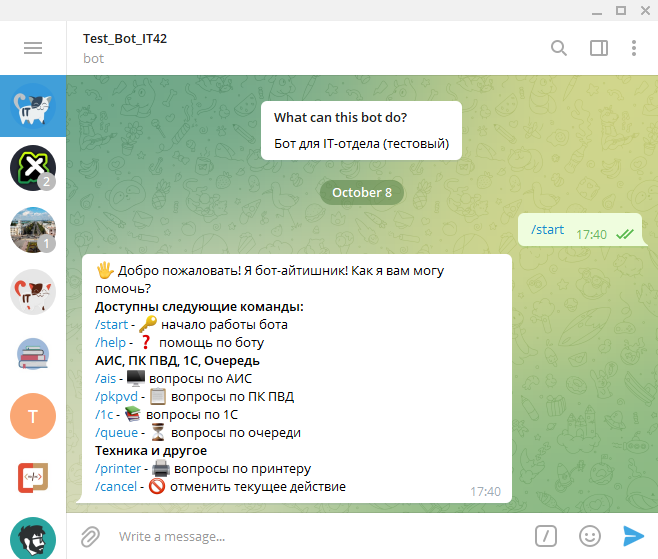 Test_Bot_IT42
bot
What can this bot do?
Бот для IT-отдела (тестовый)
October 8
/start 17:40
🖐 Добро пожаловать! Я бот-айтишник! Как я вам могу
помочь?
Доступны следующие команды:
/start - 🔑 начало работы бота
/help - ❓ помощь по боту
АИС, ПК ПВД, 1С, Очередь
/ais - 🖥 вопросы по АИС
/pkpvd - 📋 вопросы по ПК ПВД
/1c - 📚 вопросы по 1С
/queue - ⏳ вопросы по очереди
Техника и другое
/printer - 🖨 вопросы по принтеру
/cancel - 🚫 отменить текущее действие
17:40
2
1
T
Write a message...